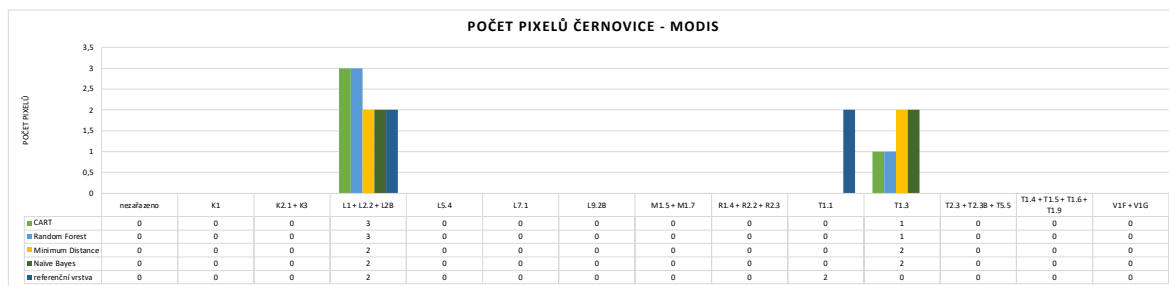 POČET PIXELŮ ČERNOVICE - MODIS
POČET PIXELŮ
3,5
3
2,5
2
1,5
1
0,5
0
nezařazeno K1 K2.1 + K3 L1 + L2.2 + L2B L5.4 L7.1 L9.2B M1.5 + M1.7 R1.4 + R2.2 + R2.3 T1.1 T1.3 T2.3 + T2.3B + T5.5 T1.4 + T1.5 + T1.6 + T1.9 V1F + V1G
CART 0 0 0 3 0 0 0 0 0 0 1 0 0 0
Random Forest 0 0 0 3 0 0 0 0 0 0 1 0 0 0
Minimum Distance 0 0 0 2 0 0 0 0 0 0 2 0 0 0
Naïve Bayes 0 0 0 2 0 0 0 0 0 0 2 0 0 0
referenční vrstva 0 0 0 2 0 0 0 0 0 2 0 0 0 0